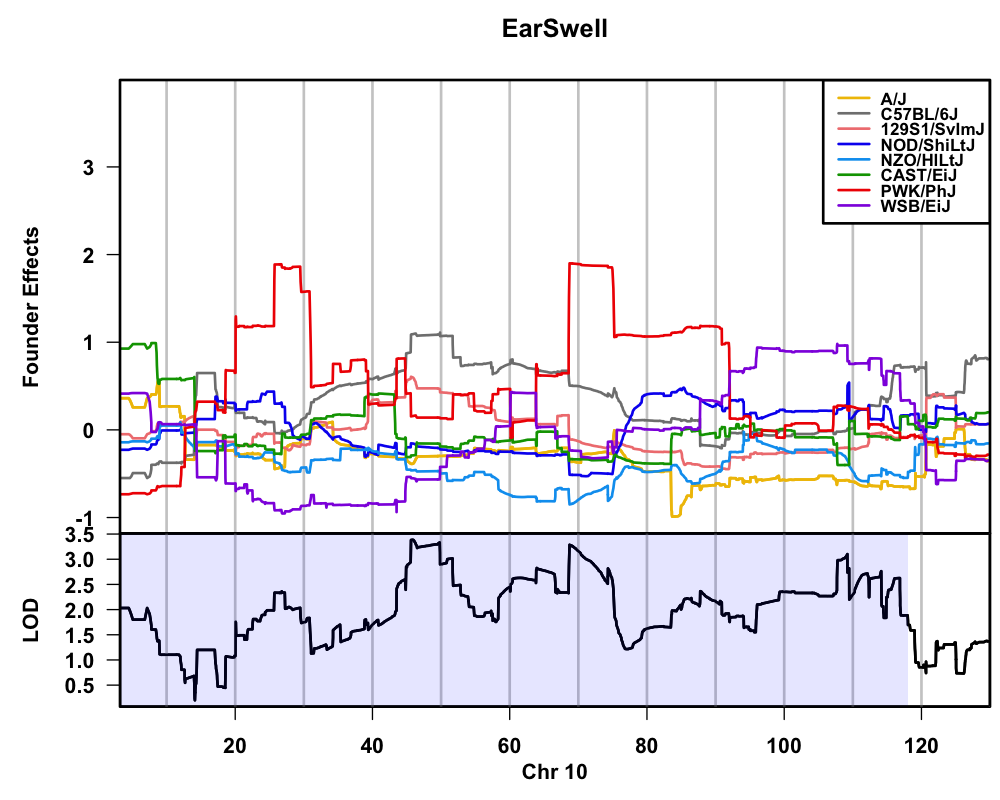 EarSwell
A/J
C57BL/6J
129S1/SvImJ
NOD/ShiLtJ
NZO/HlLtJ
CAST/EiJ
PWK/PhJ
WSB/EiJ
Founder Effects
3
2
1
0
-1
LOD
3.5
3.0
2.5
2.0
1.5
1.0
0.5
20 40 60 80 100 120
Chr 10